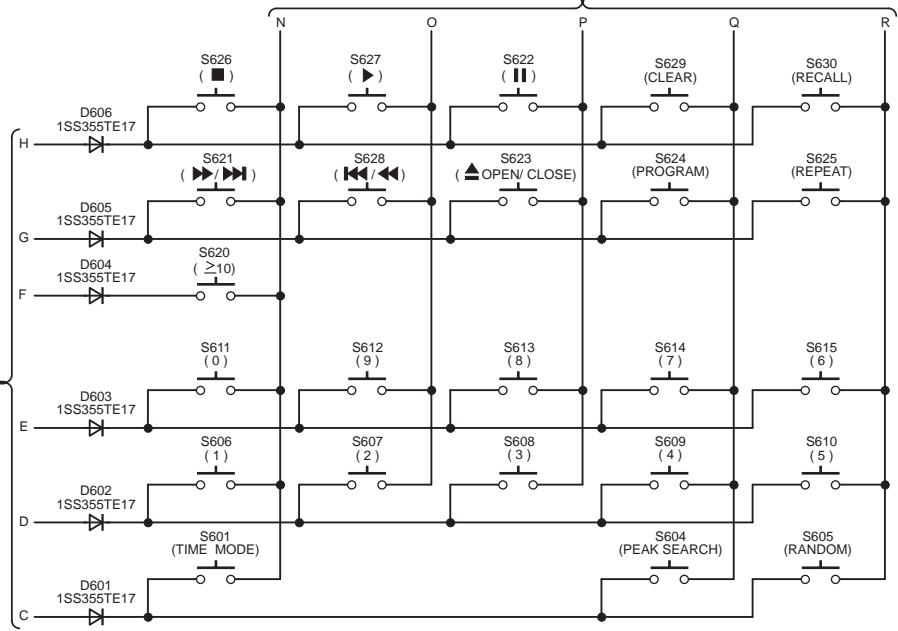 N O P Q R
S626 S627 S622 S629 S630
( ■ ) ( ▶ ) ( ▮▮ ) (CLEAR) (RECALL)
D606
1SS355TE17
H
S621 S628 S623 S624 S625
( ▶▶/ ▶▶▮ ) ( ▮◀◀ / ◀◀ ) ( ⏏ OPEN/ CLOSE) (PROGRAM) (REPEAT)
D605
1SS355TE17
G
S620
( ≥10)
D604
1SS355TE17
F
S611 S612 S613 S614 S615
( 0 ) ( 9 ) ( 8 ) ( 7 ) ( 6 )
D603
1SS355TE17
E
S606 S607 S608 S609 S610
( 1 ) ( 2 ) ( 3 ) ( 4 ) ( 5 )
D602
1SS355TE17
D
S601 S604 S605
(TIME MODE) (PEAK SEARCH) (RANDOM)
D601
1SS355TE17
C